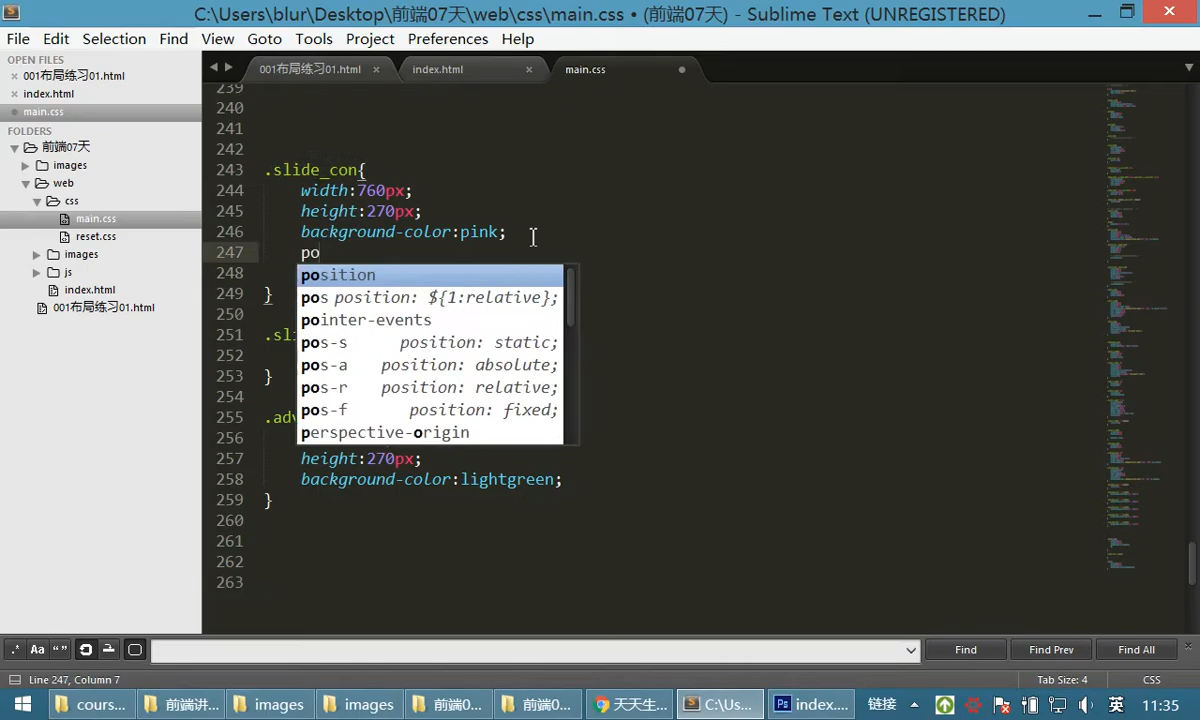 C:\Users\blur\Desktop\前端07天\web\css\main.css • (前端07天) - Sublime Text (UNREGISTERED)
File Edit Selection Find View Goto Tools Project Preferences Help
OPEN FILES
001布局练习01.html
index.html
main.css
FOLDERS
前端07天
images
web
css
main.css
reset.css
images
js
index.html
001布局练习01.html
001布局练习01.html index.html main.css
239
240
241
242
243 .slide_con{
244 width:760px;
245 height:270px;
246 background-color:pink;
247 po
248
249 }
250
251 .sli
252
253 }
254
255 .adv
256
257 height:270px;
258 background-color:lightgreen;
259 }
260
261
262
263
position
pos position: ${1:relative};
pointer-events
pos-s position: static;
pos-a position: absolute;
pos-r position: relative;
pos-f position: fixed;
perspective-origin
.* Aa “ ” Find Find Prev Find All
Line 247, Column 7 Tab Size: 4 CSS
cours... 前端讲... images images 前端0... 前端0... 天天生... C:\Us... index.... 链接 英 11:35